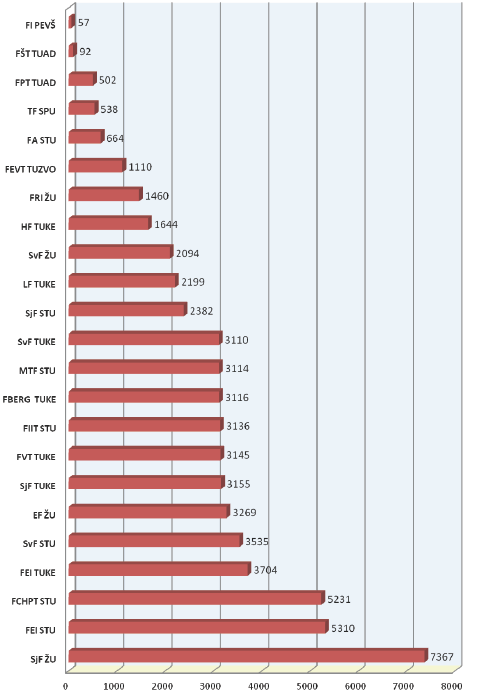 FI PEVŠ 57
FŠT TUAD 92
FPT TUAD 502
TF SPU 538
FA STU 664
FEVT TUZVO 1110
FRI ŽU 1460
HF TUKE 1644
SvF ŽU 2094
LF TUKE 2199
SjF STU 2382
SvF TUKE 3110
MTF STU 3114
FBERG TUKE 3116
FIIT STU 3136
FVT TUKE 3145
SjF TUKE 3155
EF ŽU 3269
SvF STU 3535
FEI TUKE 3704
FCHPT STU 5231
FEI STU 5310
SjF ŽU 7367
0 1000 2000 3000 4000 5000 6000 7000 8000